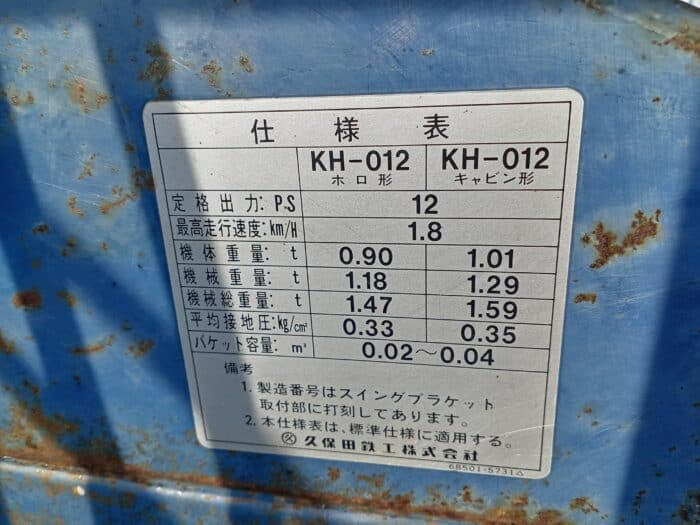 仕様表
KH-012 KH-012
ホロ形 キャビン形
定格出力: PS 12
最高走行速度: km/H 1.8
機体重量: t 0.90 1.01
機械重量: t 1.18 1.29
機械総重量: t 1.47 1.59
平均接地圧: kg/cm² 0.33 0.35
バケット容量: m³ 0.02〜0.04
備考
1. 製造番号はスイングブラケット
取付部に打刻してあります。
2. 本仕様表は、標準仕様に適用する。
久保田鉄工株式会社
68501-5731△